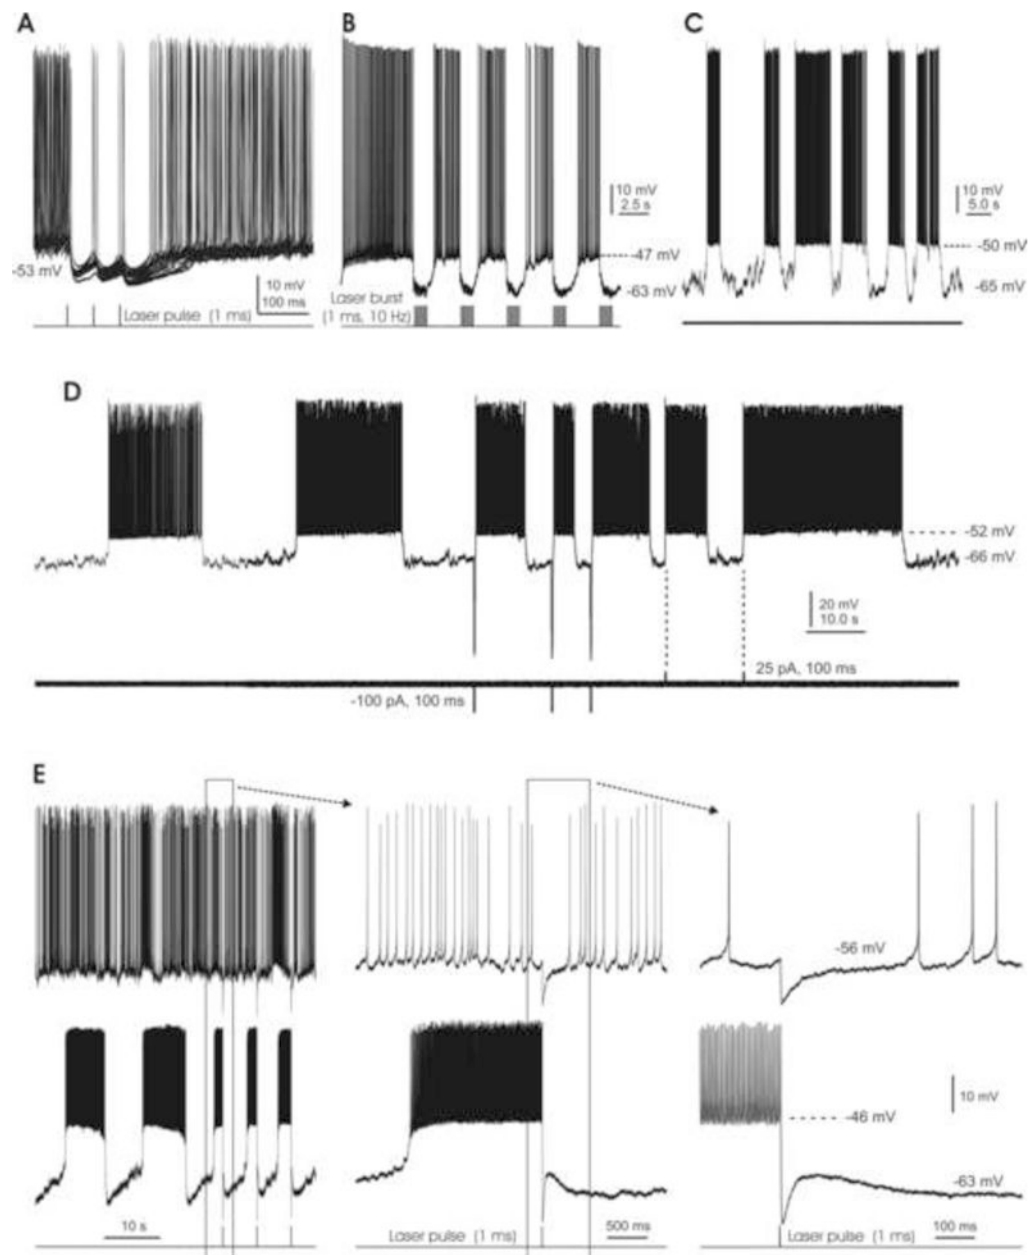 A
B
C
10 mV
2.5 s
10 mV
5.0 s
-53 mV
-47 mV
-50 mV
10 mV
100 ms
-63 mV
-65 mV
Laser pulse (1 ms)
Laser burst
(1 ms, 10 Hz)
D
-52 mV
-66 mV
20 mV
10.0 s
25 pA, 100 ms
-100 pA, 100 ms
E
-56 mV
10 mV
-46 mV
-63 mV
10 s
Laser pulse (1 ms)
500 ms
Laser pulse (1 ms)
100 ms